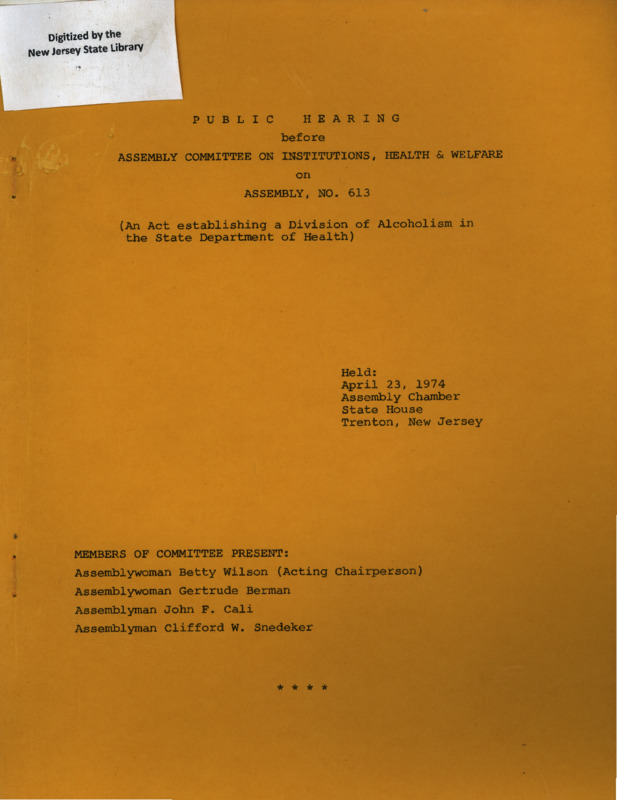 Digitized by the
New Jersey State Library
PUBLIC HEARING
before
ASSEMBLY COMMITTEE ON INSTITUTIONS, HEALTH & WELFARE
on
ASSEMBLY, NO. 613
(An Act establishing a Division of Alcoholism in
the State Department of Health)
Held:
April 23, 1974
Assembly Chamber
State House
Trenton, New Jersey
MEMBERS OF COMMITTEE PRESENT:
Assemblywoman Betty Wilson (Acting Chairperson)
Assemblywoman Gertrude Berman
Assemblyman John F. Cali
Assemblyman Clifford W. Snedeker
* * * *